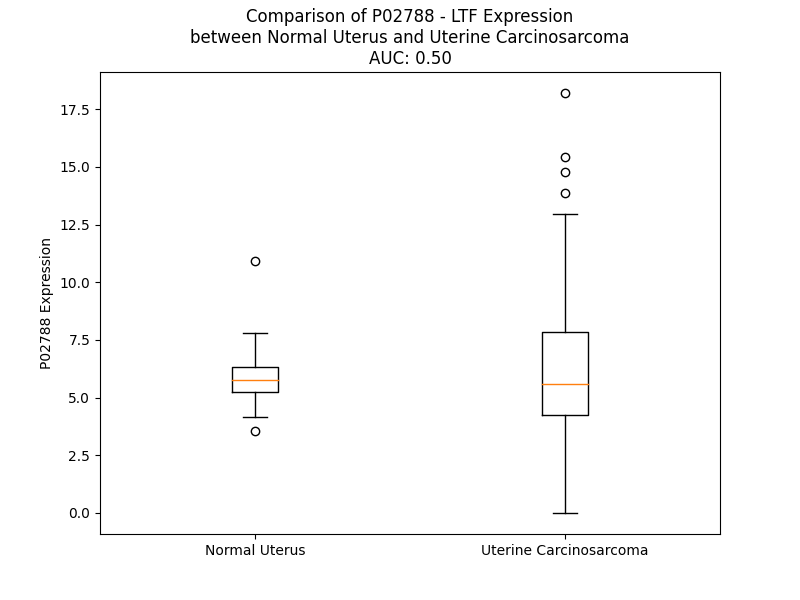 Comparison of P02788 - LTF Expression
between Normal Uterus and Uterine Carcinosarcoma
AUC: 0.50
17.5
15.0
12.5
10.0
7.5
5.0
2.5
0.0
P02788 Expression
Normal Uterus
Uterine Carcinosarcoma